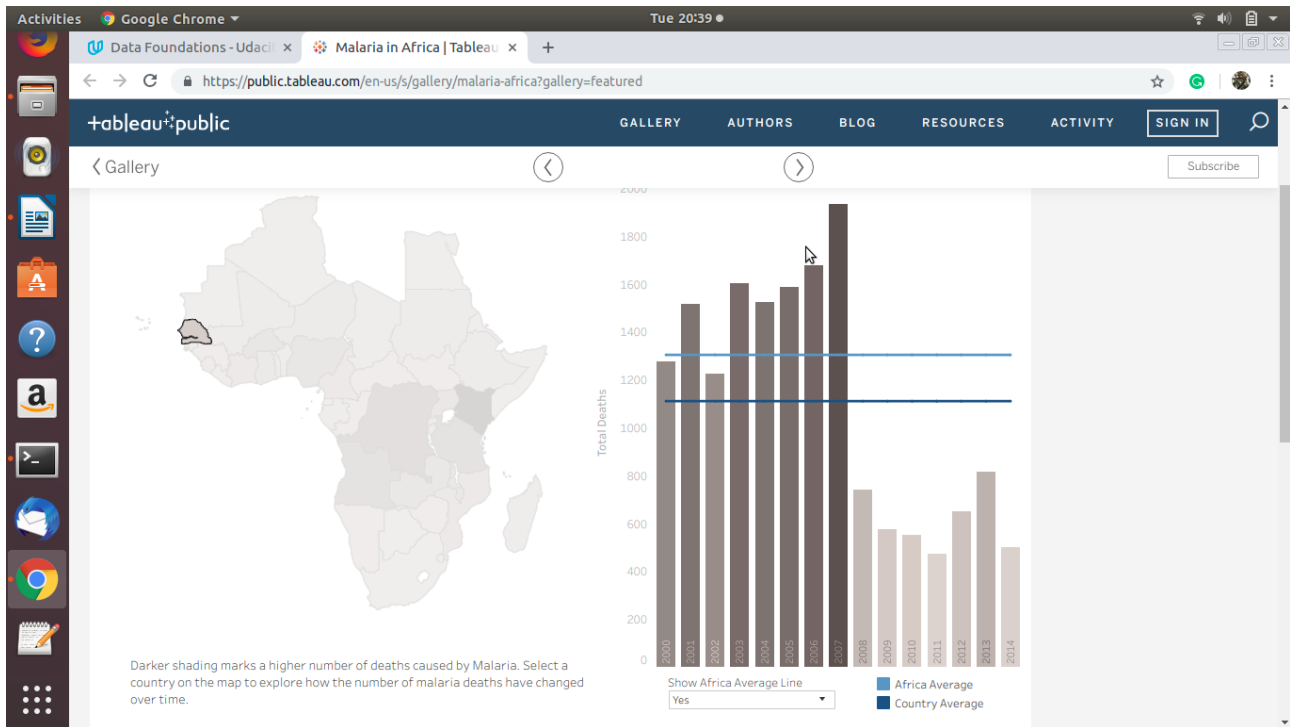 Activities Google Chrome Tue 20:39
Data Foundations - Udaci Malaria in Africa | Tableau
https://public.tableau.com/en-us/s/gallery/malaria-africa?gallery=featured
+ableau public GALLERY AUTHORS BLOG RESOURCES ACTIVITY SIGN IN
Gallery Subscribe
2000
1800
1600
1400
1200
1000
800
600
400
200
0
Total Deaths
2000 2001 2002 2003 2004 2005 2006 2007 2008 2009 2010 2011 2012 2013 2014
Darker shading marks a higher number of deaths caused by Malaria. Select a
country on the map to explore how the number of malaria deaths have changed
over time.
Show Africa Average Line
Yes
Africa Average
Country Average